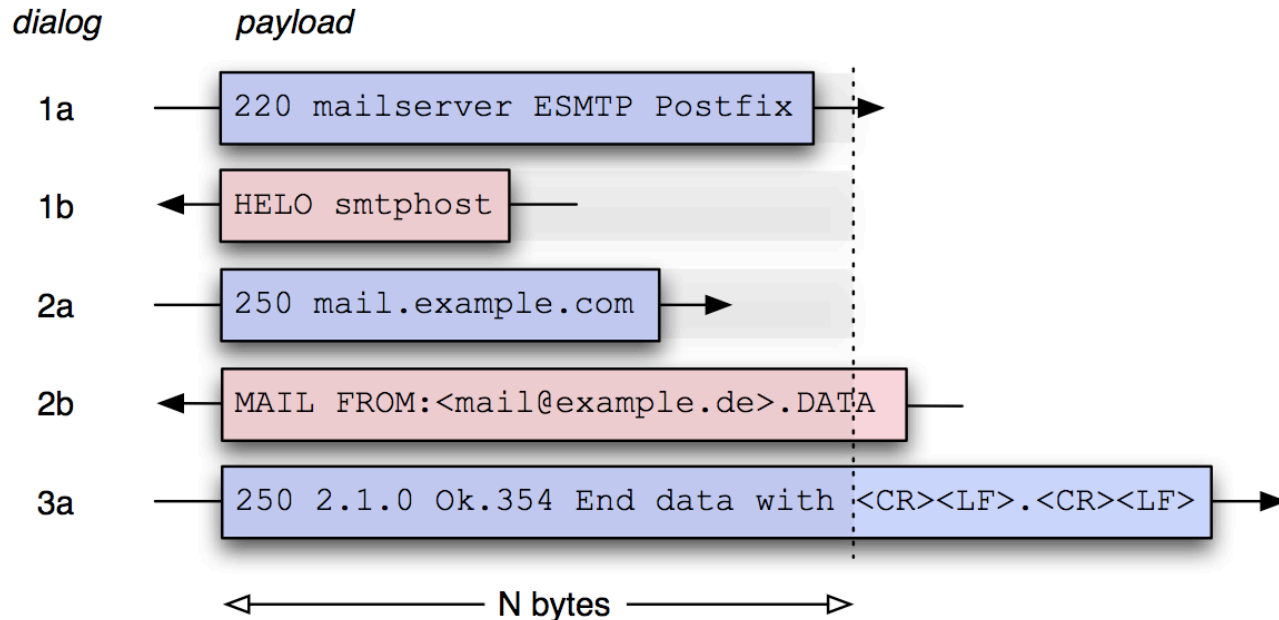 dialog payload
1a 220 mailserver ESMTP Postfix
1b HELO smtphost
2a 250 mail.example.com
2b MAIL FROM:<mail@example.de>.DATA
3a 250 2.1.0 Ok.354 End data with <CR><LF>.<CR><LF>
N bytes